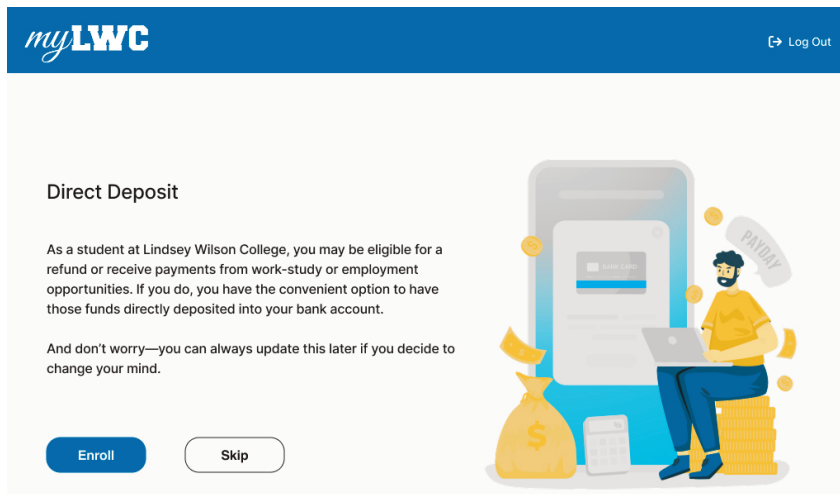 myLWC
Log Out
Direct Deposit
As a student at Lindsey Wilson College, you may be eligible for a
refund or receive payments from work-study or employment
opportunities. If you do, you have the convenient option to have
those funds directly deposited into your bank account.
And don’t worry—you can always update this later if you decide to
change your mind.
Enroll
Skip
PAYDAY
BANK CARD
$
$